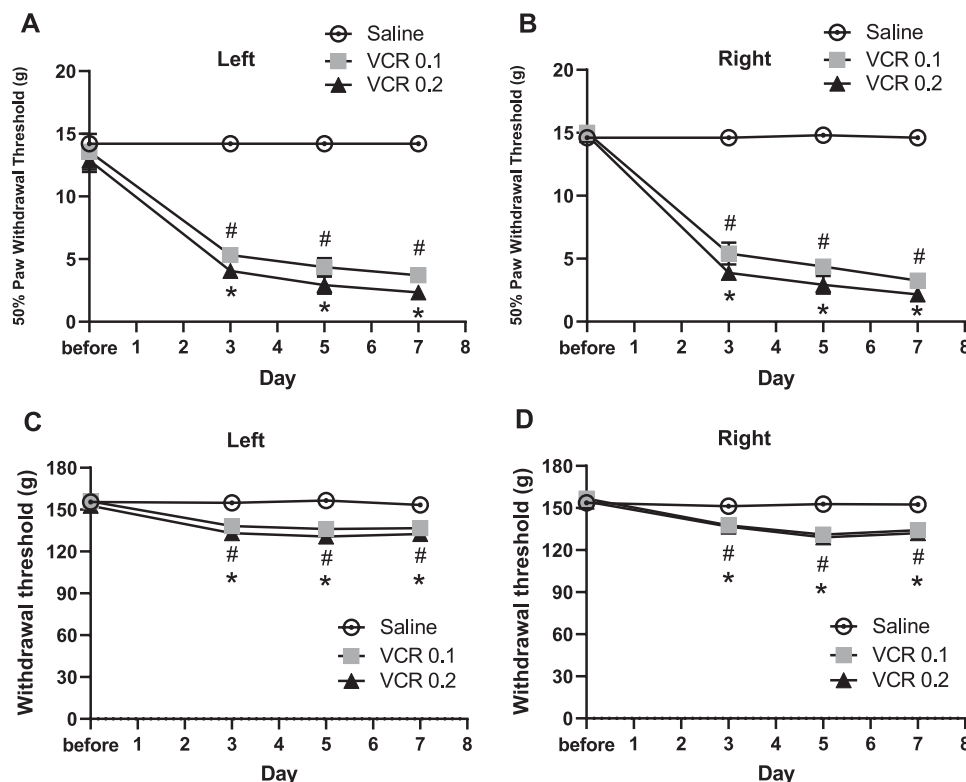 A
Left
Saline
VCR 0.1
VCR 0.2
50% Paw Withdrawal Threshold (g)
20
15
10
5
0
#
#
#
*
*
*
before 1 2 3 5 6 7 8
Day
B
Right
Saline
VCR 0.1
VCR 0.2
50% Paw Withdrawal Threshold (g)
20
15
10
5
0
#
#
#
*
*
*
before 1 2 3 5 6 7 8
Day
C
Left
Withdrawal threshold (g)
180
150
120
90
60
30
0
# # #
* * *
Saline
VCR 0.1
VCR 0.2
before 1 2 3 4 5 6 7 8
Day
D
Right
Withdrawal threshold (g)
180
150
120
90
60
30
0
# # #
* * *
Saline
VCR 0.1
VCR 0.2
before 1 2 3 4 5 6 7 8
Day